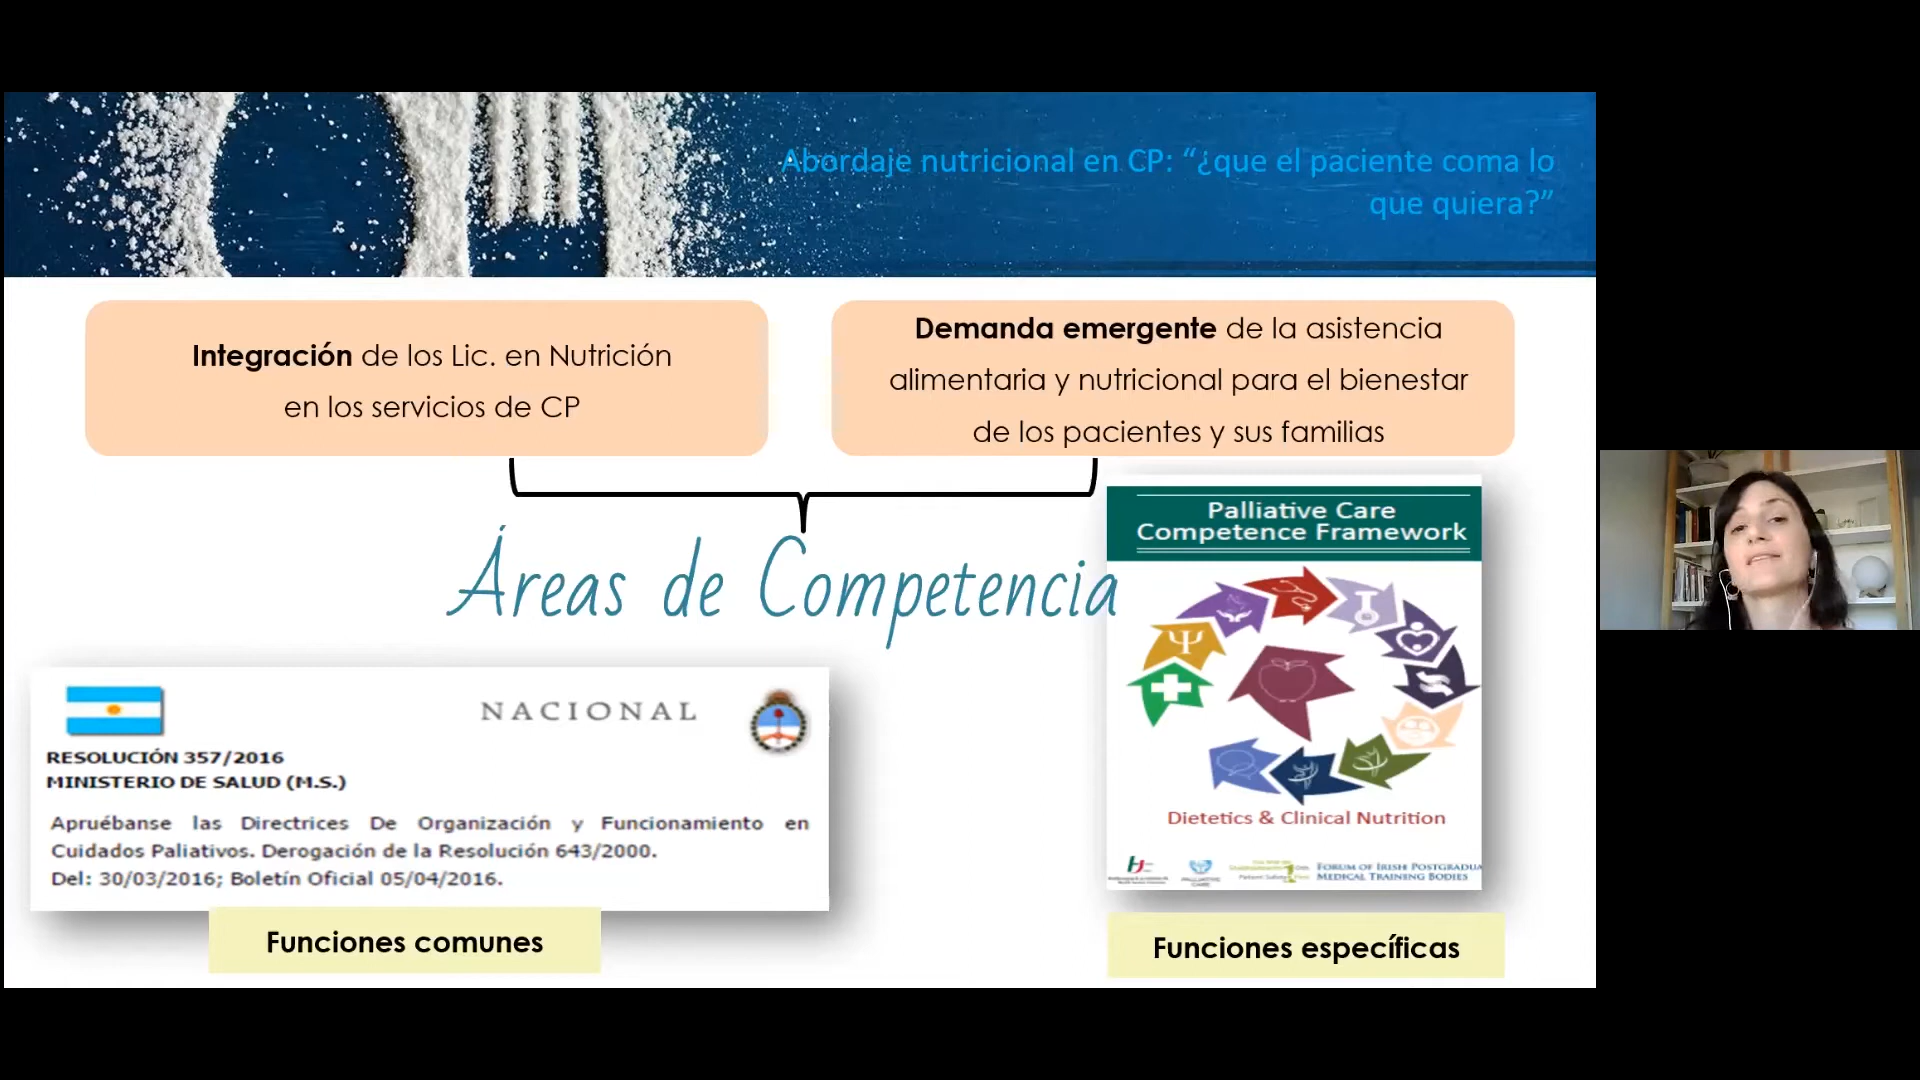 Abordaje nutricional en CP: “¿que el paciente coma lo
que quiera?”
Integración de los Lic. en Nutrición
en los servicios de CP
Demanda emergente de la asistencia
alimentaria y nutricional para el bienestar
de los pacientes y sus familias
Áreas de Competencia
Palliative Care
Competence Framework
Dietetics & Clinical Nutrition
PALLIATIVE
CARE
FORUM OF IRISH POSTGRADUA
MEDICAL TRAINING BODIES
NACIONAL
RESOLUCIÓN 357/2016
MINISTERIO DE SALUD (M.S.)
Apruébanse las Directrices De Organización y Funcionamiento en
Cuidados Paliativos. Derogación de la Resolución 643/2000.
Del: 30/03/2016; Boletín Oficial 05/04/2016.
Funciones comunes
Funciones específicas